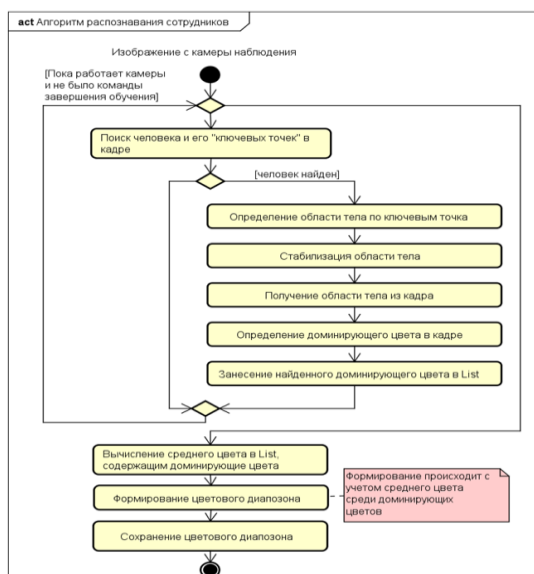 act Алгоритм распознавания сотрудников
Изображение с камеры наблюдения
[Пока работает камеры
и не было команды
завершения обучения]
Поиск человека и его "ключевых точек" в
кадре
[человек найден]
Определение области тела по ключевым точка
Стабилизация области тела
Получение области тела из кадра
Определение доминирующего цвета в кадре
Занесение найденного доминирующего цвета в List
Вычисление среднего цвета в List,
содержащим доминирующие цвета
Формирование цветового диапозона
Формирование происходит с
учетом среднего цвета
среди доминирующих
цветов
Сохранение цветового диапозона